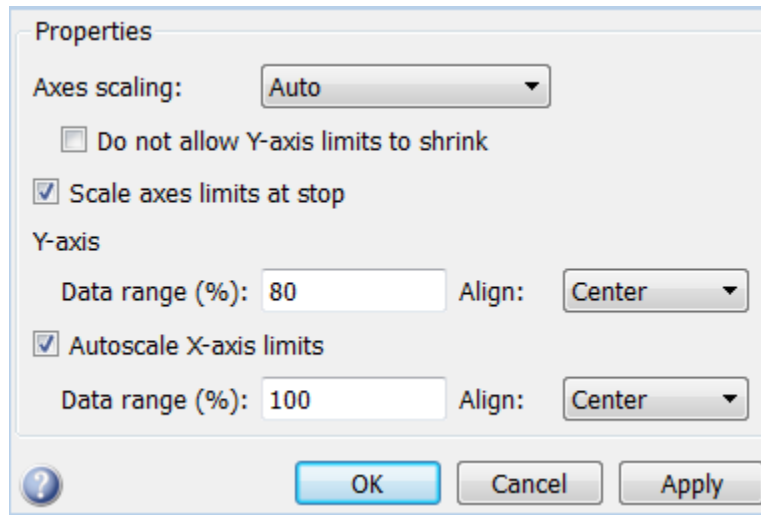 Properties
Axes scaling: Auto
Do not allow Y-axis limits to shrink
Scale axes limits at stop
Y-axis
Data range (%): 80 Align: Center
Autoscale X-axis limits
Data range (%): 100 Align: Center
? OK Cancel Apply